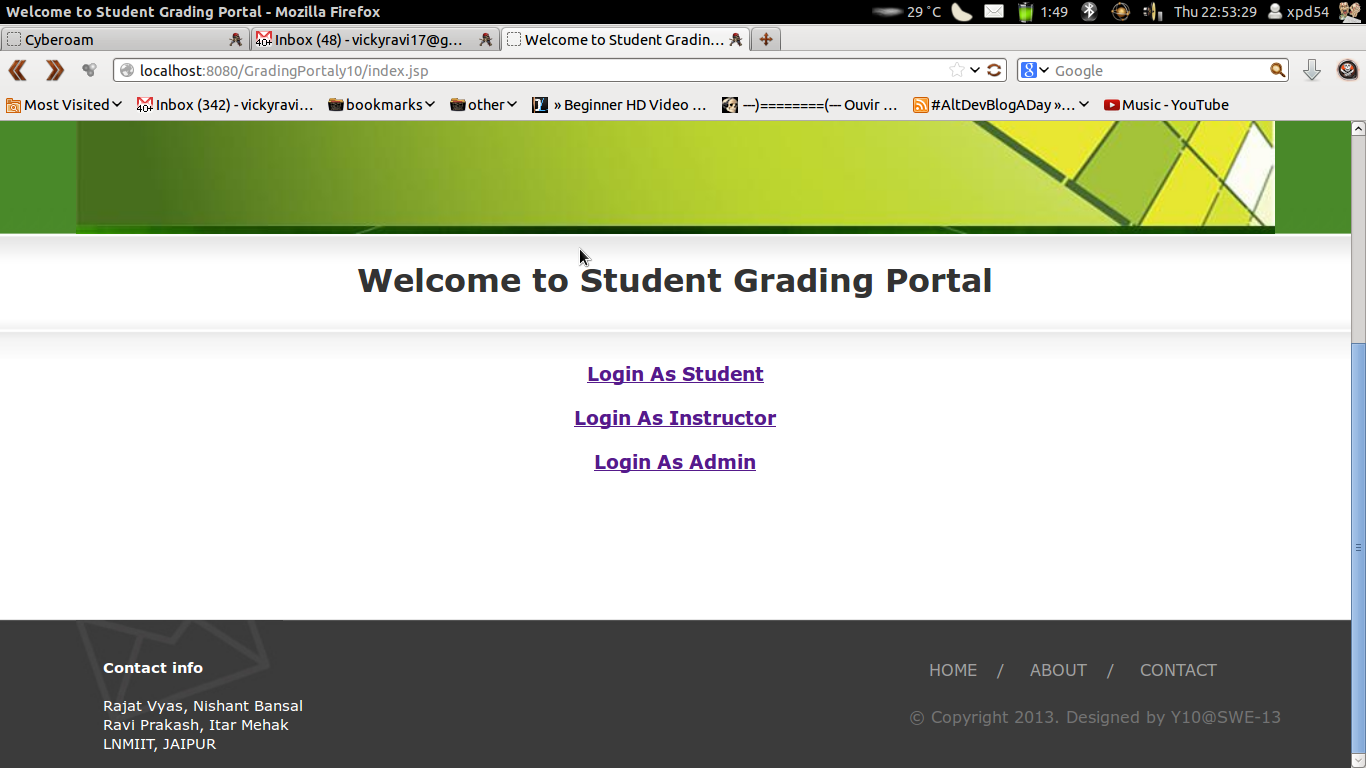 Welcome to Student Grading Portal - Mozilla Firefox 29 °C 1:49 Thu 22:53:29 xpd54
Cyberoam Inbox (48) - vickyravi17@g... Welcome to Student Gradin...
localhost:8080/GradingPortaly10/index.jsp Google
Most Visited Inbox (342) - vickyravi... bookmarks other » Beginner HD Video ... ---)========(--- Ouvir ... #AltDevBlogADay »... Music - YouTube
Welcome to Student Grading Portal
Login As Student
Login As Instructor
Login As Admin
Contact info
Rajat Vyas, Nishant Bansal
Ravi Prakash, Itar Mehak
LNMIIT, JAIPUR
HOME / ABOUT / CONTACT
© Copyright 2013. Designed by Y10@SWE-13